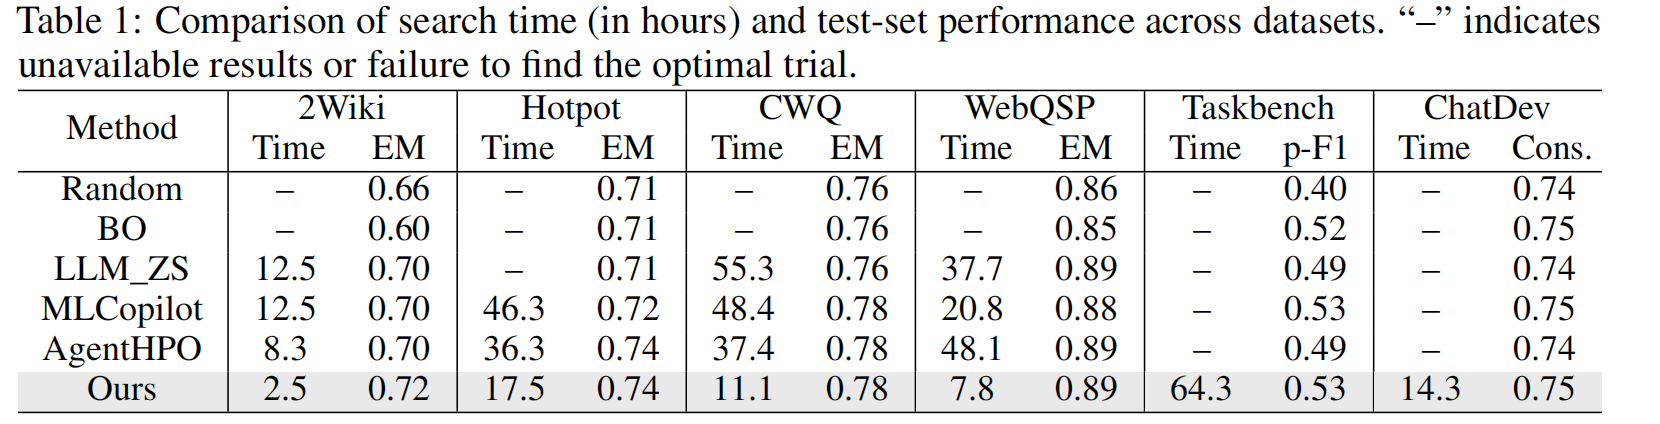 Table 1: Comparison of search time (in hours) and test-set performance across datasets. “–” indicates
unavailable results or failure to find the optimal trial.
Method 2Wiki Hotpot CWQ WebQSP Taskbench ChatDev
Time EM Time EM Time EM Time EM Time p-F1 Time Cons.
Random – 0.66 – 0.71 – 0.76 – 0.86 – 0.40 – 0.74
BO – 0.60 – 0.71 – 0.76 – 0.85 – 0.52 – 0.75
LLM_ZS 12.5 0.70 – 0.71 55.3 0.76 37.7 0.89 – 0.49 – 0.74
MLCopilot 12.5 0.70 46.3 0.72 48.4 0.78 20.8 0.88 – 0.53 – 0.75
AgentHPO 8.3 0.70 36.3 0.74 37.4 0.78 48.1 0.89 – 0.49 – 0.74
Ours 2.5 0.72 17.5 0.74 11.1 0.78 7.8 0.89 64.3 0.53 14.3 0.75